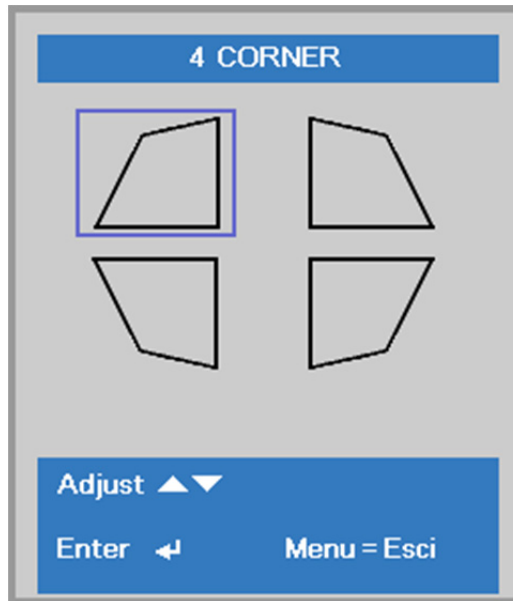 4 CORNER
Adjust ▲▼
Enter ↵ Menu = Esci